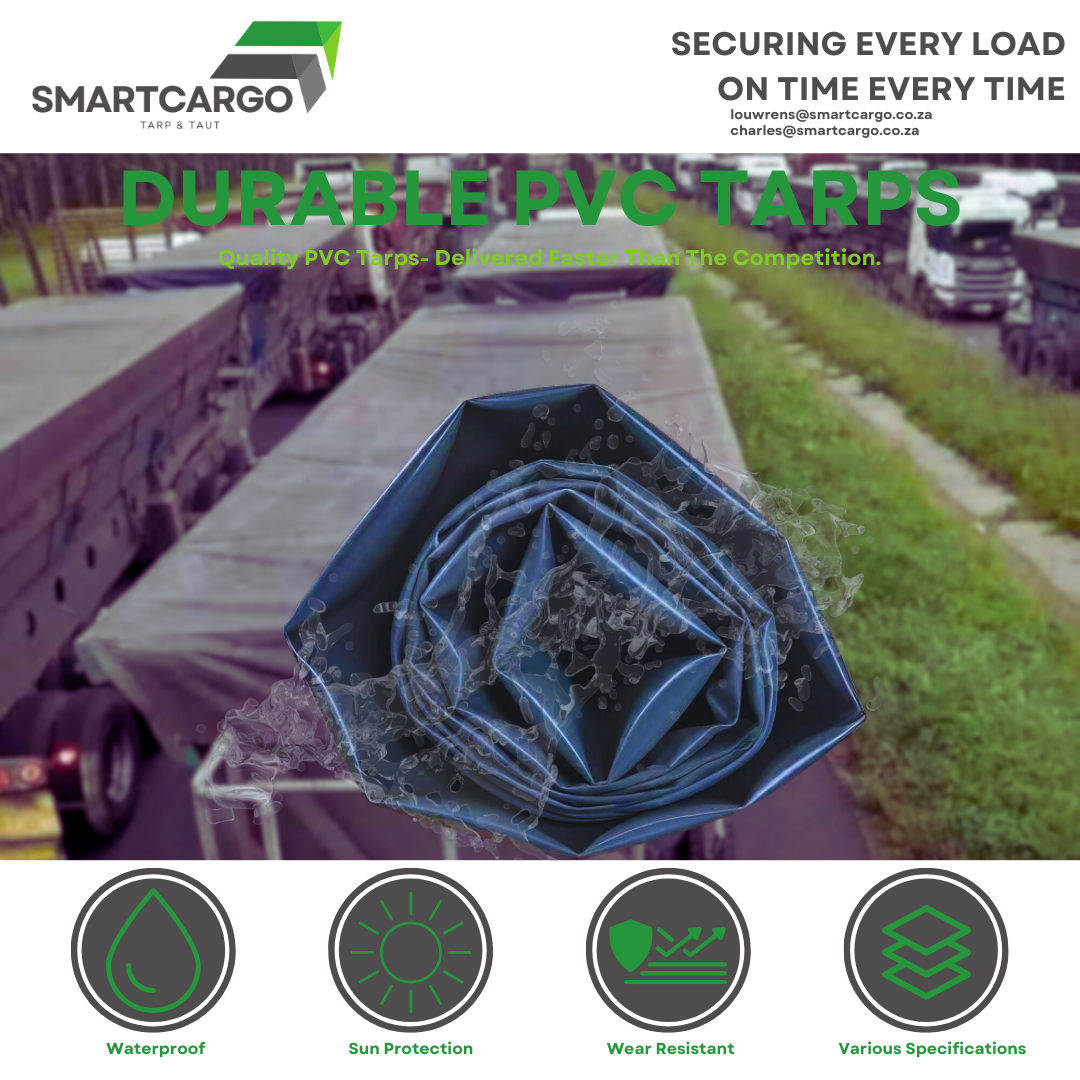 SMARTCARGO
TARP & TAUT
SECURING EVERY LOAD
ON TIME EVERY TIME
louwrens@smartcargo.co.za
charles@smartcargo.co.za
DURABLE PVC TARPS
Quality PVC Tarps- Delivered Faster Than The Competition.
Waterproof
Sun Protection
Wear Resistant
Various Specifications